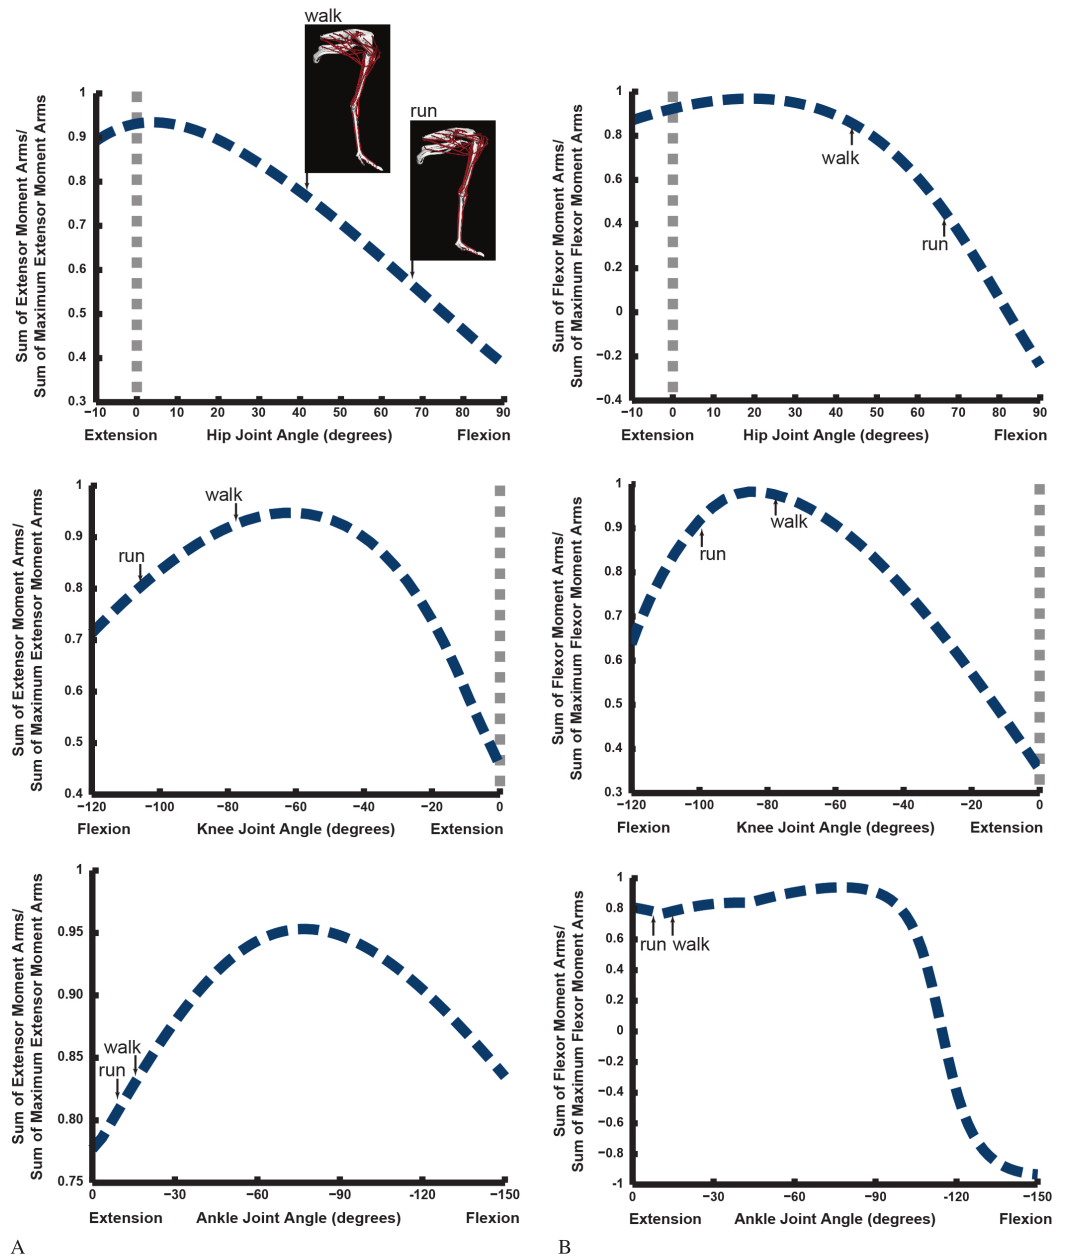 walk
run
1
0.9
0.8
0.7
0.6
0.5
0.4
0.3
Sum of Extensor Moment Arms/
Sum of Maximum Extensor Moment Arms
−10 0 10 20 30 40 50 60 70 80 90
Extension Hip Joint Angle (degrees) Flexion
1
0.8
0.6
0.4
0.2
0
−0.2
−0.4
Sum of Flexor Moment Arms/
Sum of Maximum Flexor Moment Arms
walk
run
−10 0 10 20 30 40 50 60 70 80 90
Extension Hip Joint Angle (degrees) Flexion
1
0.9
0.8
0.7
0.6
0.5
0.4
Sum of Extensor Moment Arms/
Sum of Maximum Extensor Moment Arms
walk
run
−120 −100 −80 −60 −40 −20 0
Flexion Knee Joint Angle (degrees) Extension
1
0.9
0.8
0.7
0.6
0.5
0.4
0.3
Sum of Flexor Moment Arms/
Sum of Maximum Flexor Moment Arms
walk
run
−120 −100 −80 −60 −40 −20 0
Flexion Knee Joint Angle (degrees) Extension
1
0.95
0.90
0.85
0.80
0.75
Sum of Extensor Moment Arms/
Sum of Maximum Extensor Moment Arms
walk
run
0 −30 −60 −90 -120 −150
Extension Ankle Joint Angle (degrees) Flexion
1
0.8
0.6
0.4
0.2
0
−0.2
−0.4
−0.6
−0.8
-1
Sum of Flexor Moment Arms/
Sum of Maximum Flexor Moment Arms
run walk
0 −30 −60 −90 -120 −150
Extension Ankle Joint Angle (degrees) Flexion
A B